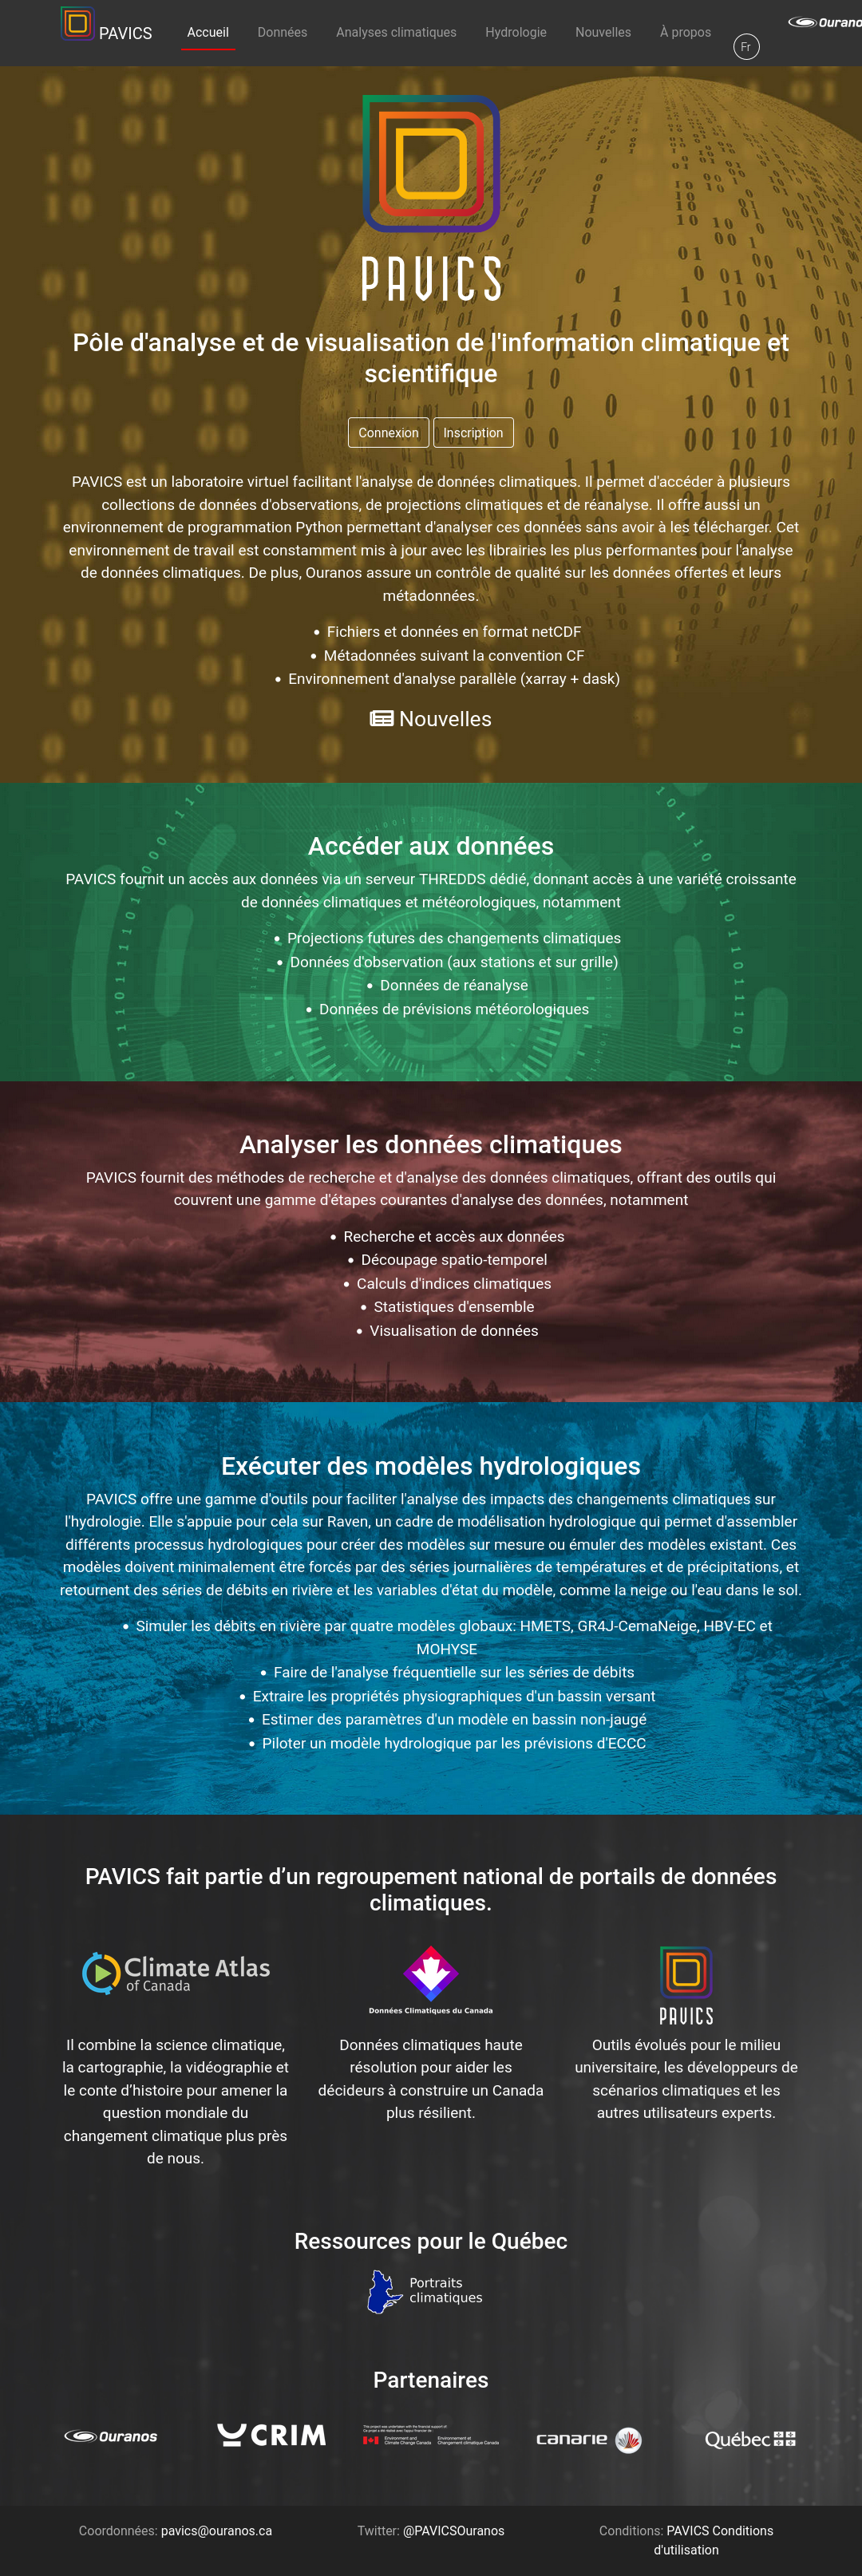 PAVICS
Accueil
Données
Analyses climatiques
Hydrologie
Nouvelles
À propos
Fr
PAVICS
Pôle d'analyse et de visualisation de l'information climatique et
scientifique
Connexion
Inscription
PAVICS est un laboratoire virtuel facilitant l'analyse de données climatiques. Il permet d'accéder à plusieurs
collections de données d'observations, de projections climatiques et de réanalyse. Il offre aussi un
environnement de programmation Python permettant d'analyser ces données sans avoir à les télécharger. Cet
environnement de travail est constamment mis à jour avec les librairies les plus performantes pour l'analyse
de données climatiques. De plus, Ouranos assure un contrôle de qualité sur les données offertes et leurs
métadonnées.
• Fichiers et données en format netCDF
• Métadonnées suivant la convention CF
• Environnement d'analyse parallèle (xarray + dask)
Nouvelles
Accéder aux données
PAVICS fournit un accès aux données via un serveur THREDDS dédié, donnant accès à une variété croissante
de données climatiques et météorologiques, notamment
• Projections futures des changements climatiques
• Données d'observation (aux stations et sur grille)
• Données de réanalyse
• Données de prévisions météorologiques
Analyser les données climatiques
PAVICS fournit des méthodes de recherche et d'analyse des données climatiques, offrant des outils qui
couvrent une gamme d'étapes courantes d'analyse des données, notamment
• Recherche et accès aux données
• Découpage spatio-temporel
• Calculs d'indices climatiques
• Statistiques d'ensemble
• Visualisation de données
Exécuter des modèles hydrologiques
PAVICS offre une gamme d'outils pour faciliter l'analyse des impacts des changements climatiques sur
l'hydrologie. Elle s'appuie pour cela sur Raven, un cadre de modélisation hydrologique qui permet d'assembler
différents processus hydrologiques pour créer des modèles sur mesure ou émuler des modèles existant. Ces
modèles doivent minimalement être forcés par des séries journalières de températures et de précipitations, et
retournent des séries de débits en rivière et les variables d'état du modèle, comme la neige ou l'eau dans le sol.
• Simuler les débits en rivière par quatre modèles globaux: HMETS, GR4J-CemaNeige, HBV-EC et
MOHYSE
• Faire de l'analyse fréquentielle sur les séries de débits
• Extraire les propriétés physiographiques d'un bassin versant
• Estimer des paramètres d'un modèle en bassin non-jaugé
• Piloter un modèle hydrologique par les prévisions d'ECCC
PAVICS fait partie d’un regroupement national de portails de données
climatiques.
Climate Atlas
of Canada
Il combine la science climatique,
la cartographie, la vidéographie et
le conte d’histoire pour amener la
question mondiale du
changement climatique plus près
de nous.
Données Climatiques du Canada
Données climatiques haute
résolution pour aider les
décideurs à construire un Canada
plus résilient.
PAVICS
Outils évolués pour le milieu
universitaire, les développeurs de
scénarios climatiques et les
autres utilisateurs experts.
Ressources pour le Québec
Portraits
climatiques
Partenaires
Ouranos
CRIM
This project was undertaken with the financial support of:
Ce projet a été réalisé avec l'appui financier de:
Environment and
Climate Change Canada
Environnement et
Changement climatique Canada
canarie
Québec
Coordonnées: pavics@ouranos.ca
Twitter: @PAVICSOuranos
Conditions: PAVICS Conditions
d'utilisation